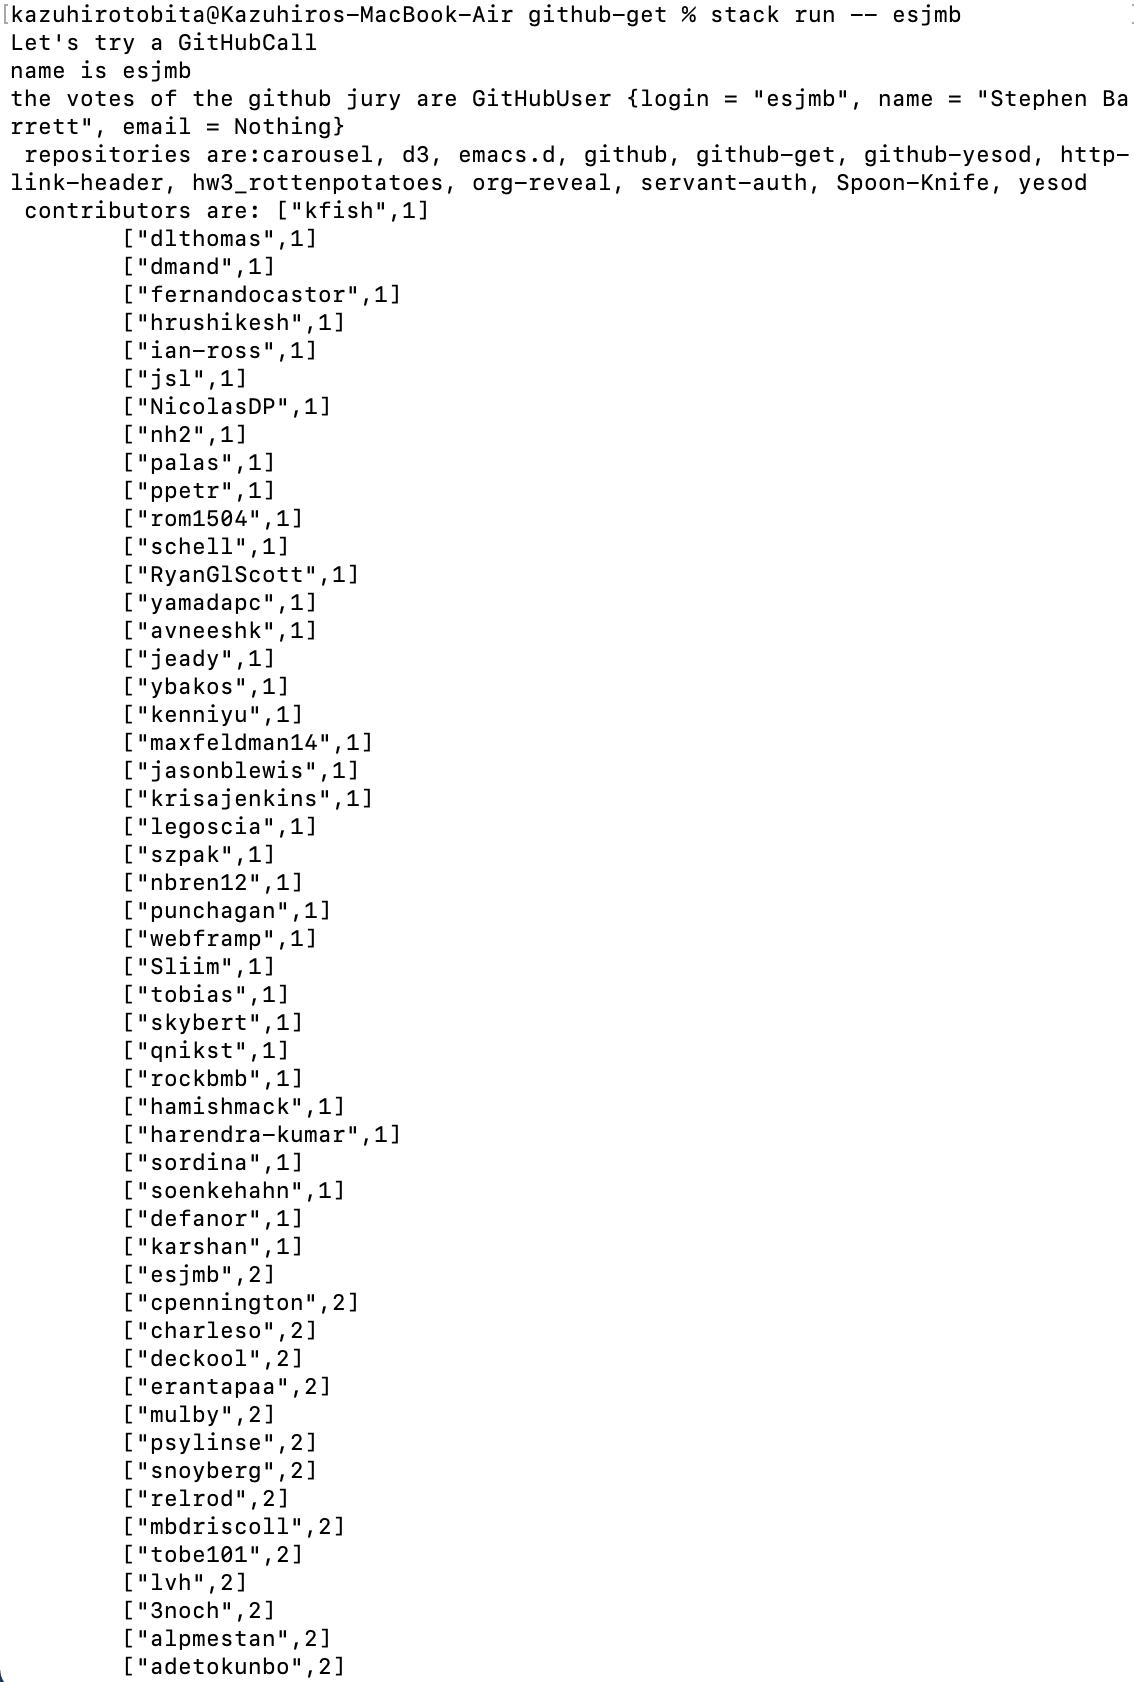 [kazuhirotobita@Kazuhiros-MacBook-Air github-get % stack run -- esjmb
Let's try a GitHubCall
name is esjmb
the votes of the github jury are GitHubUser {login = "esjmb", name = "Stephen Ba
rrett", email = Nothing}
 repositories are:carousel, d3, emacs.d, github, github-get, github-yesod, http-
link-header, hw3_rottenpotatoes, org-reveal, servant-auth, Spoon-Knife, yesod
 contributors are: ["kfish",1]
        ["dlthomas",1]
        ["dmand",1]
        ["fernandocastor",1]
        ["hrushikesh",1]
        ["ian-ross",1]
        ["jsl",1]
        ["NicolasDP",1]
        ["nh2",1]
        ["palas",1]
        ["ppetr",1]
        ["rom1504",1]
        ["schell",1]
        ["RyanGlScott",1]
        ["yamadapc",1]
        ["avneeshk",1]
        ["jeady",1]
        ["ybakos",1]
        ["kenniyu",1]
        ["maxfeldman14",1]
        ["jasonblewis",1]
        ["krisajenkins",1]
        ["legoscia",1]
        ["szpak",1]
        ["nbren12",1]
        ["punchagan",1]
        ["webframp",1]
        ["Sliim",1]
        ["tobias",1]
        ["skybert",1]
        ["qnikst",1]
        ["rockbmb",1]
        ["hamishmack",1]
        ["harendra-kumar",1]
        ["sordina",1]
        ["soenkehahn",1]
        ["defanor",1]
        ["karshan",1]
        ["esjmb",2]
        ["cpennington",2]
        ["charleso",2]
        ["deckool",2]
        ["erantapaa",2]
        ["mulby",2]
        ["psylinse",2]
        ["snoyberg",2]
        ["relrod",2]
        ["mbdriscoll",2]
        ["tobe101",2]
        ["lvh",2]
        ["3noch",2]
        ["alpmestan",2]
        ["adetokunbo",2]